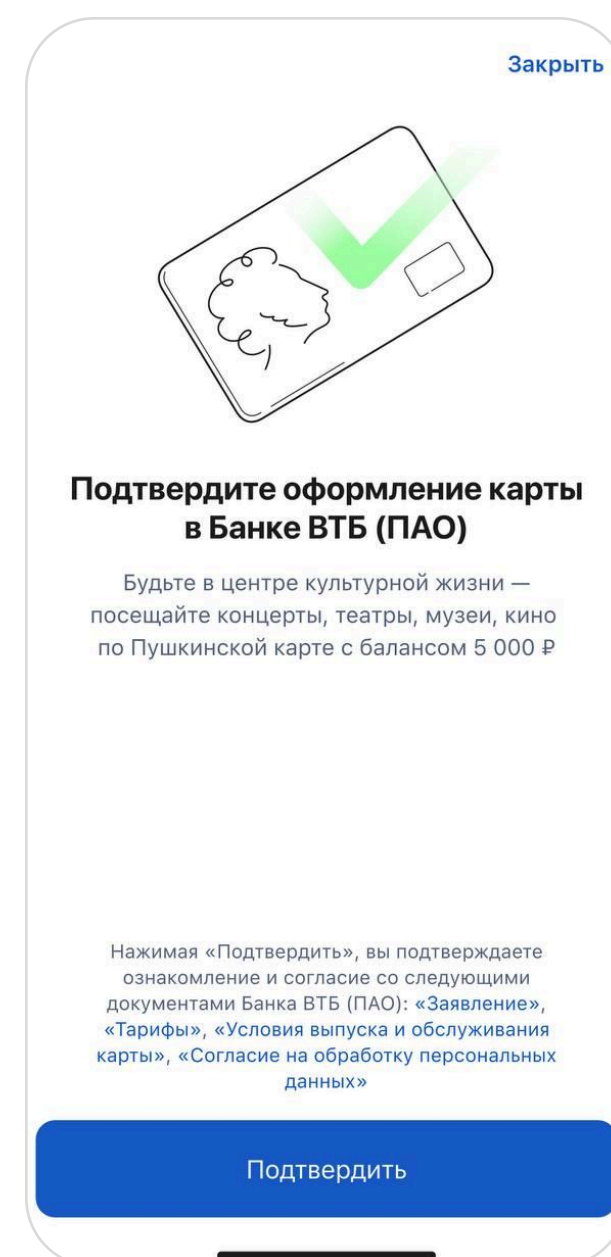 Закрыть
Подтвердите оформление карты
в Банке ВТБ (ПАО)
Будьте в центре культурной жизни —
посещайте концерты, театры, музеи, кино
по Пушкинской карте с балансом 5 000 ₽
Нажимая «Подтвердить», вы подтверждаете
ознакомление и согласие со следующими
документами Банка ВТБ (ПАО): «Заявление»,
«Тарифы», «Условия выпуска и обслуживания
карты», «Согласие на обработку персональных
данных»
Подтвердить